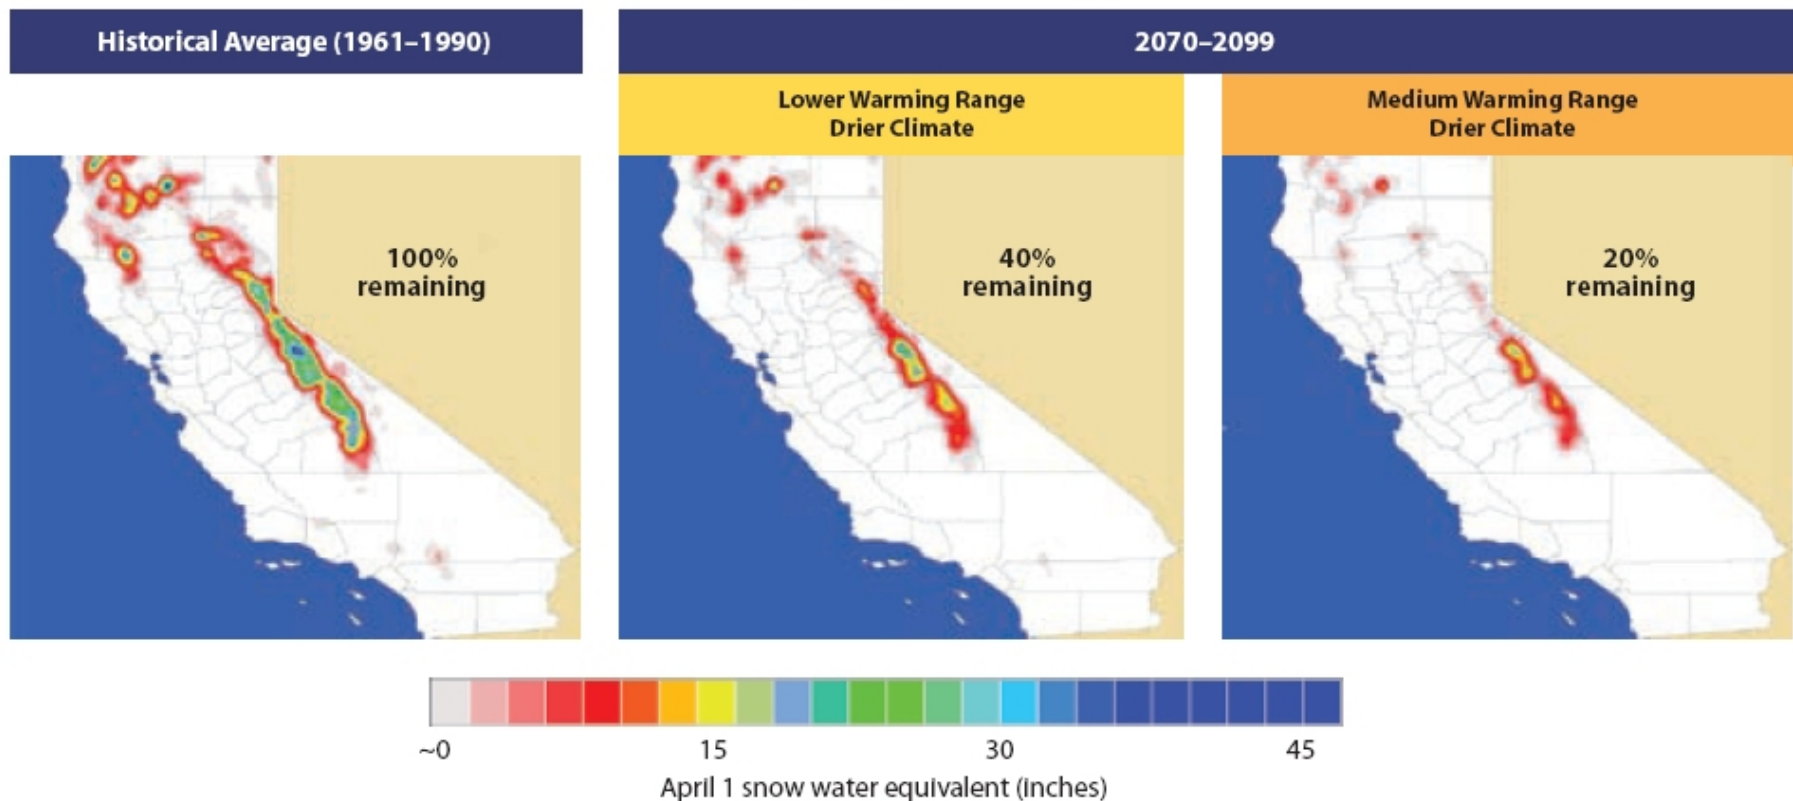 Historical Average (1961–1990)
2070–2099
Lower Warming Range
Drier Climate
Medium Warming Range
Drier Climate
100%
remaining
40%
remaining
20%
remaining
~0
15
30
45
April 1 snow water equivalent (inches)